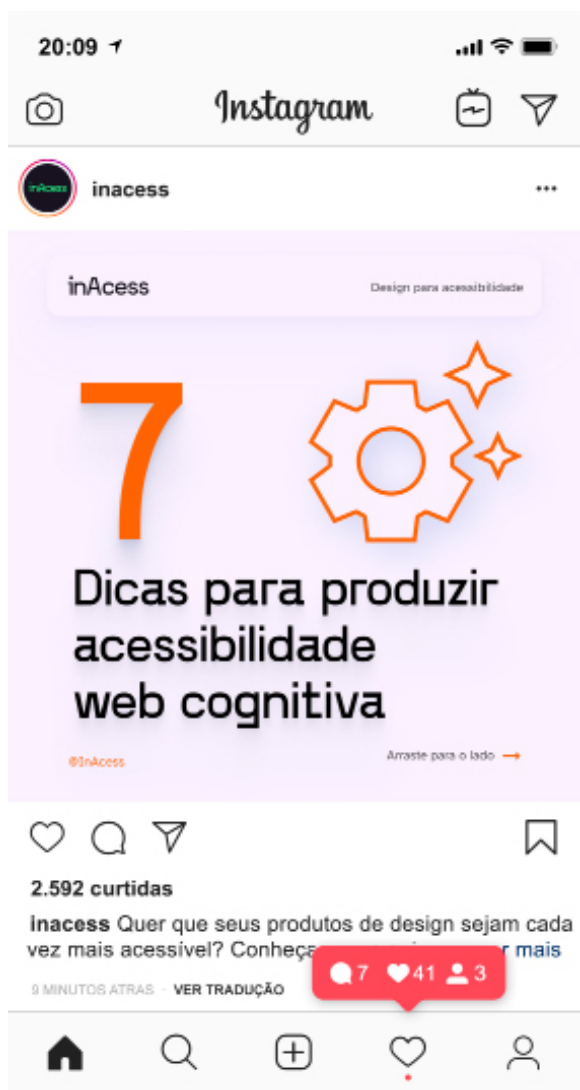 20:09
Instagram
inAcess
inacess
inAcess
Design para acessibilidade
7
Dicas para produzir
acessibilidade
web cognitiva
@InAcess
Arraste para o lado
2.592 curtidas
inacess Quer que seus produtos de design sejam cada
vez mais acessível? Conheça mais
7 41 3
9 MINUTOS ATRAS · VER TRADUÇÃO